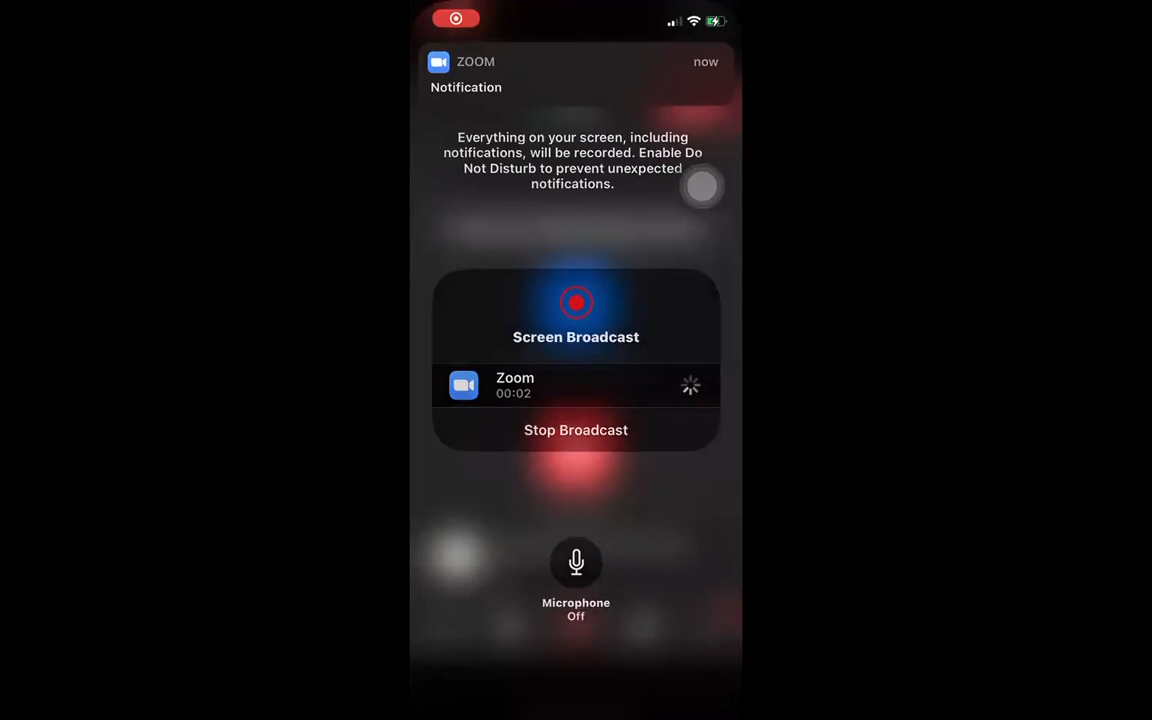 ZOOM
now
Notification
Everything on your screen, including
notifications, will be recorded. Enable Do
Not Disturb to prevent unexpected
notifications.
Screen Broadcast
Zoom
00:02
Stop Broadcast
Microphone
Off